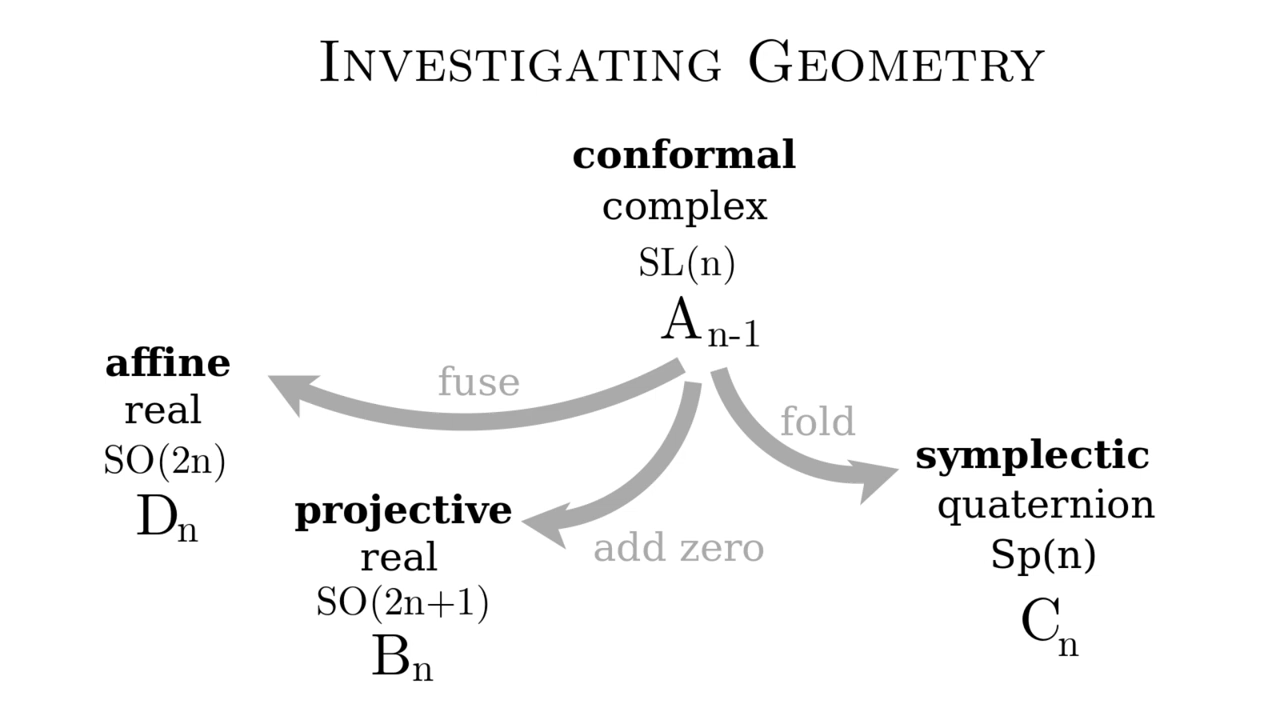 INVESTIGATING GEOMETRY
conformal
complex
SL(n)
A n-1
affine
real
SO(2n)
Dn
fuse
projective
real
SO(2n+1)
Bn
add zero
fold
symplectic
quaternion
Sp(n)
Cn